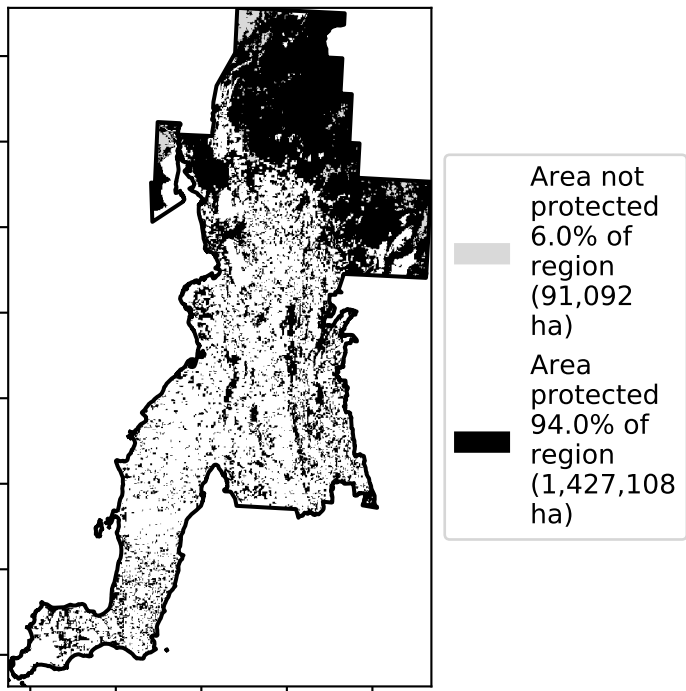 Area not
protected
6.0% of
region
(91,092
ha)
Area
protected
94.0% of
region
(1,427,108
ha)